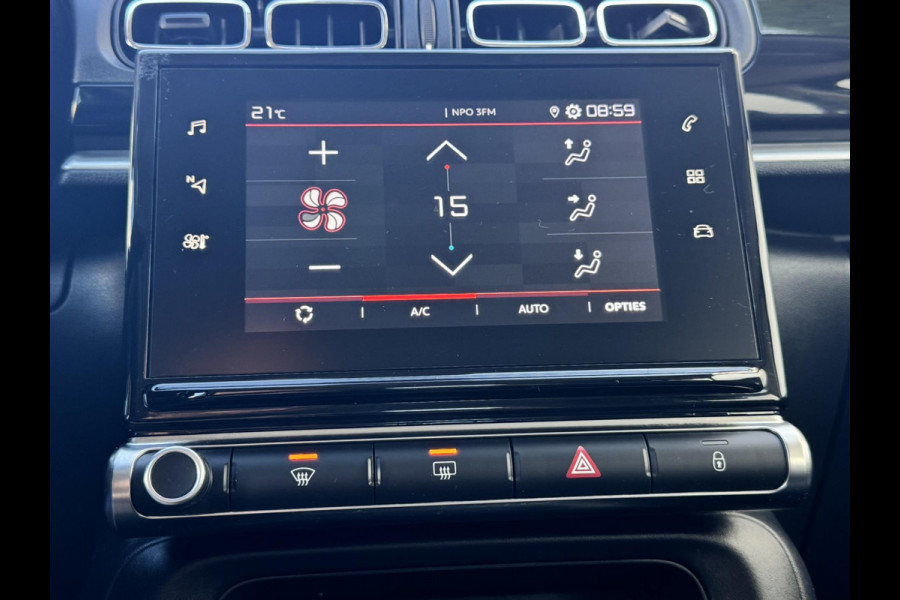 21°C | NPO 3FM 08:59
N
15
A/C | AUTO | OPTIES